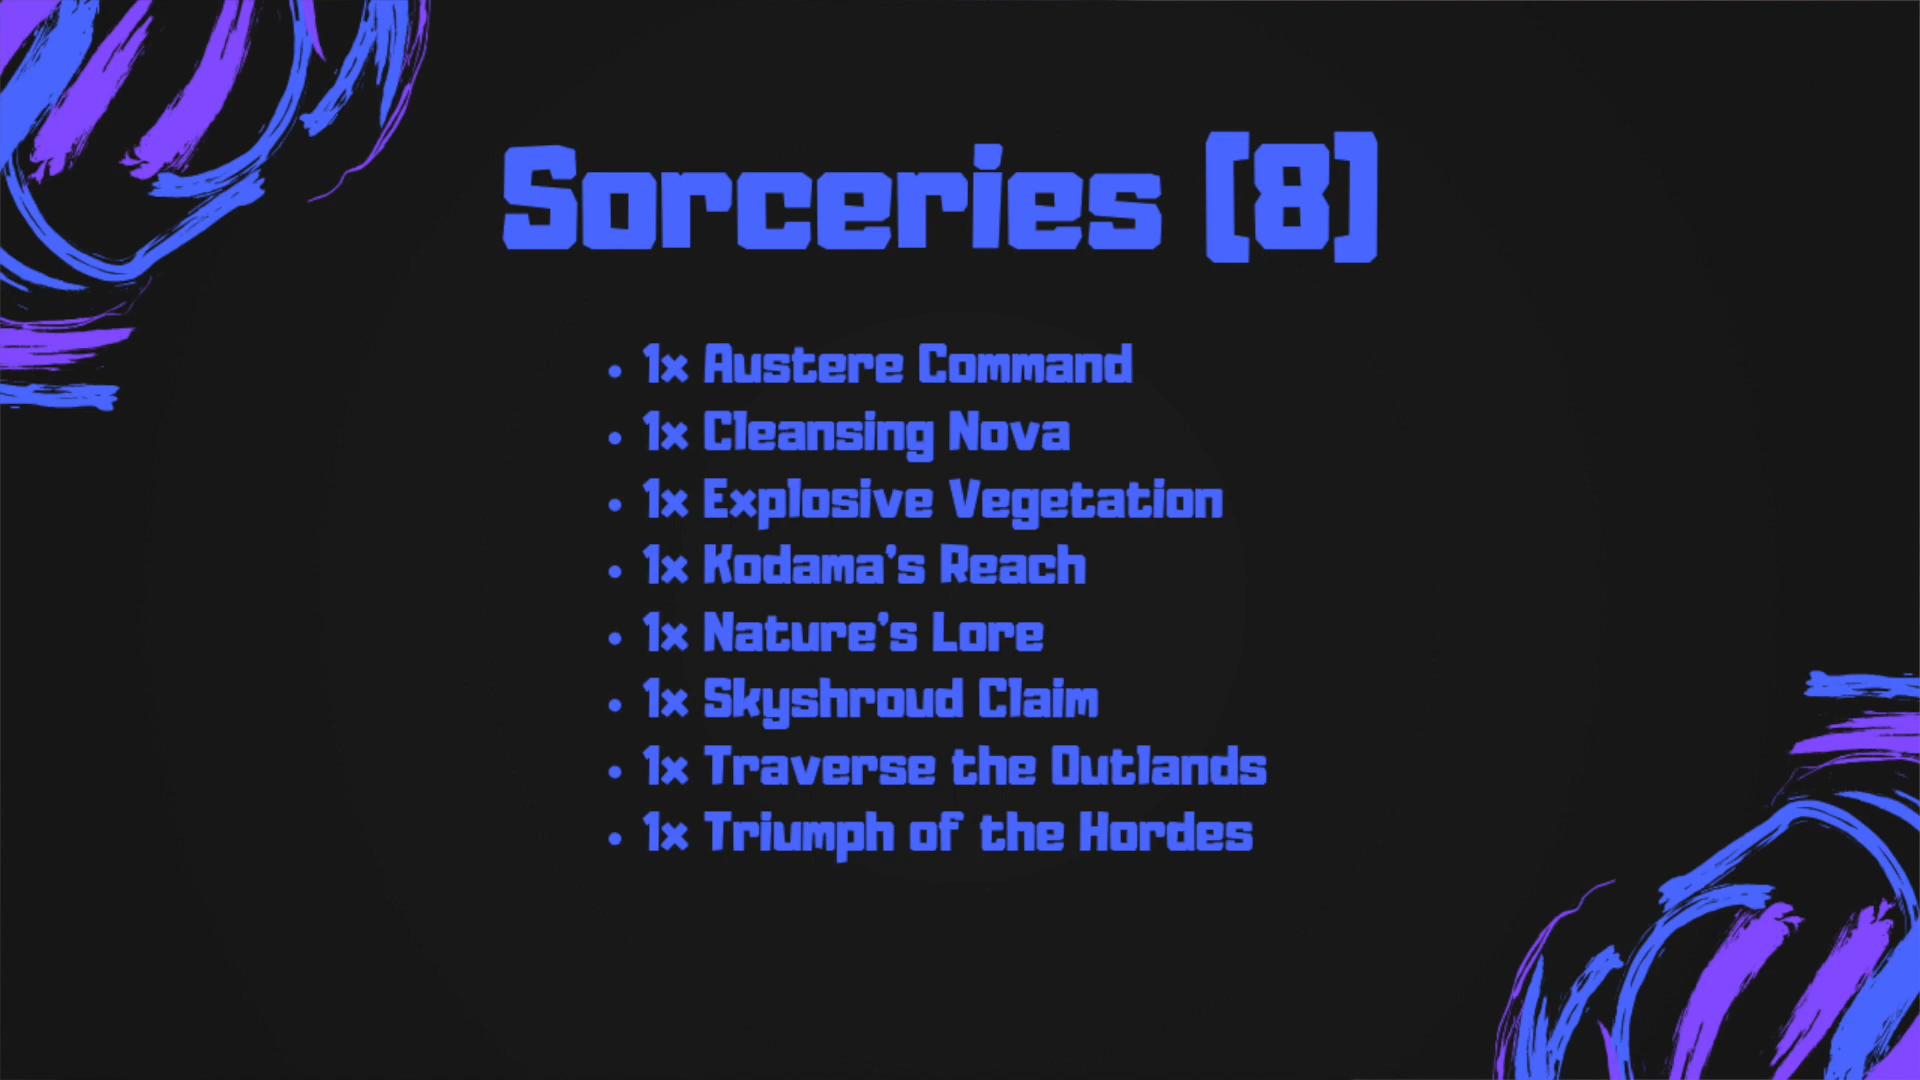 Sorceries (8)
• 1x Austere Command
• 1x Cleansing Nova
• 1x Explosive Vegetation
• 1x Kodama’s Reach
• 1x Nature’s Lore
• 1x Skyshroud Claim
• 1x Traverse the Outlands
• 1x Triumph of the Hordes